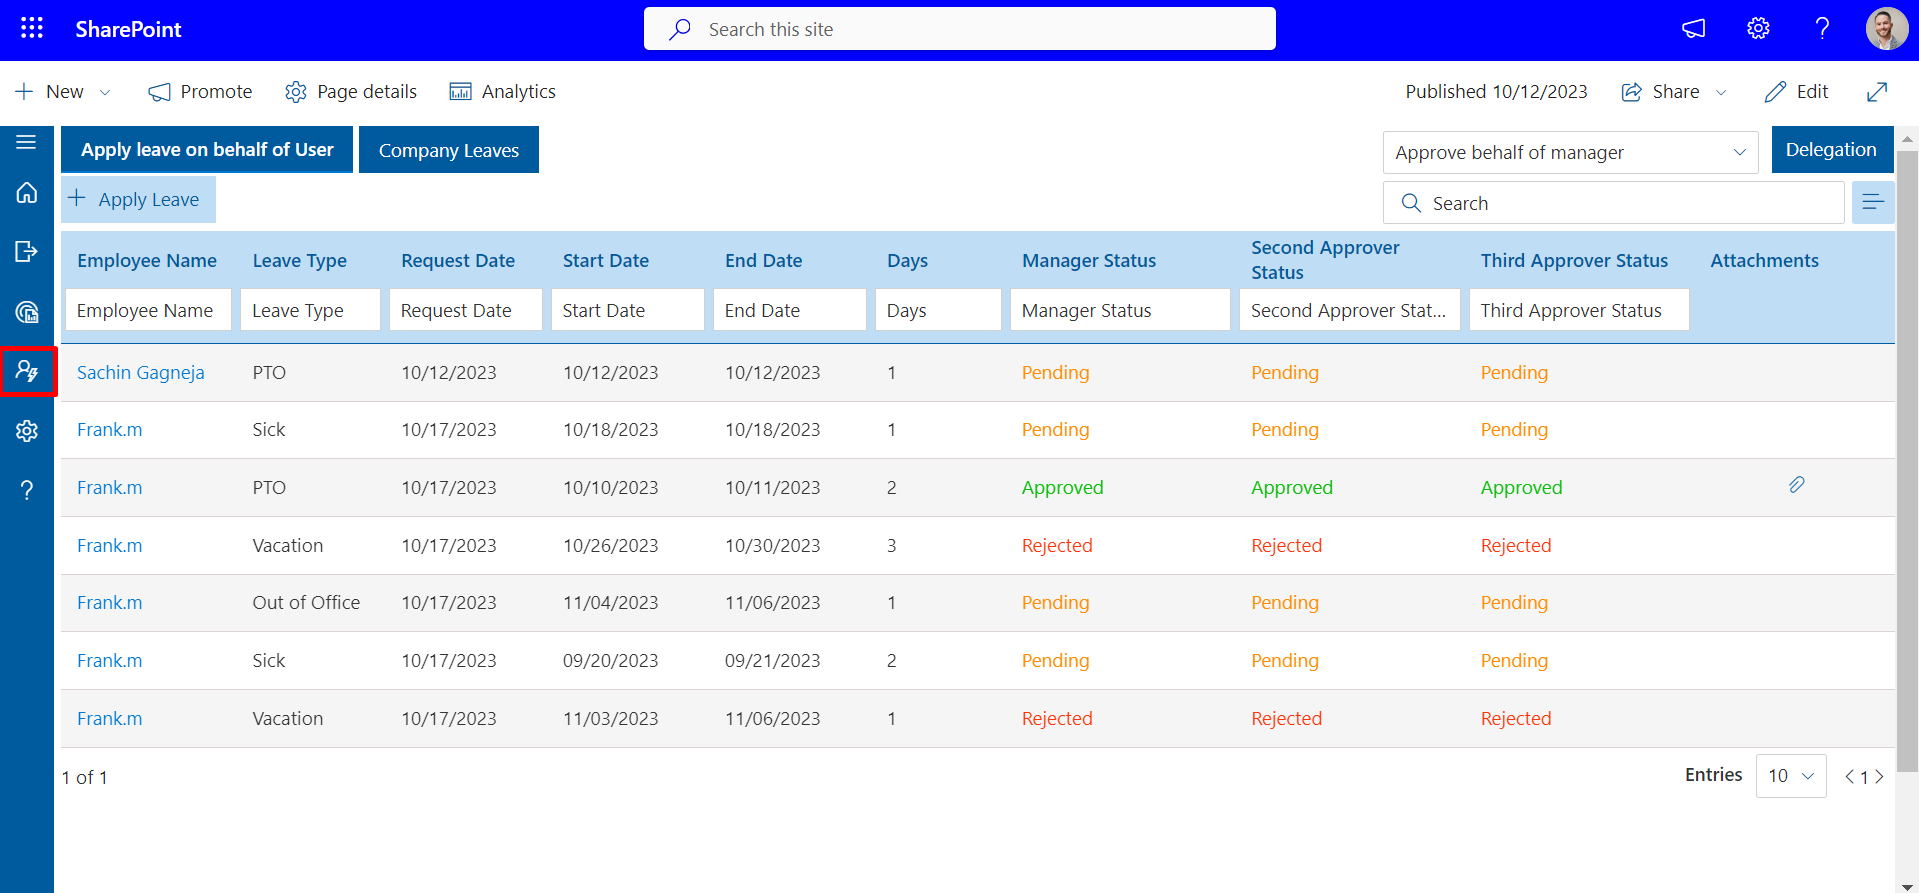 SharePoint
Search this site
New
Promote
Page details
Analytics
Published 10/12/2023
Share
Edit
Apply leave on behalf of User
Company Leaves
Approve behalf of manager
Delegation
Apply Leave
Search
Employee Name Leave Type Request Date Start Date End Date Days Manager Status Second Approver Status Third Approver Status Attachments
Employee Name Leave Type Request Date Start Date End Date Days Manager Status Second Approver Stat... Third Approver Status
Sachin Gagneja PTO 10/12/2023 10/12/2023 10/12/2023 1 Pending Pending Pending
Frank.m Sick 10/17/2023 10/18/2023 10/18/2023 1 Pending Pending Pending
Frank.m PTO 10/17/2023 10/10/2023 10/11/2023 2 Approved Approved Approved
Frank.m Vacation 10/17/2023 10/26/2023 10/30/2023 3 Rejected Rejected Rejected
Frank.m Out of Office 10/17/2023 11/04/2023 11/06/2023 1 Pending Pending Pending
Frank.m Sick 10/17/2023 09/20/2023 09/21/2023 2 Pending Pending Pending
Frank.m Vacation 10/17/2023 11/03/2023 11/06/2023 1 Rejected Rejected Rejected
1 of 1
Entries 10 < 1 >